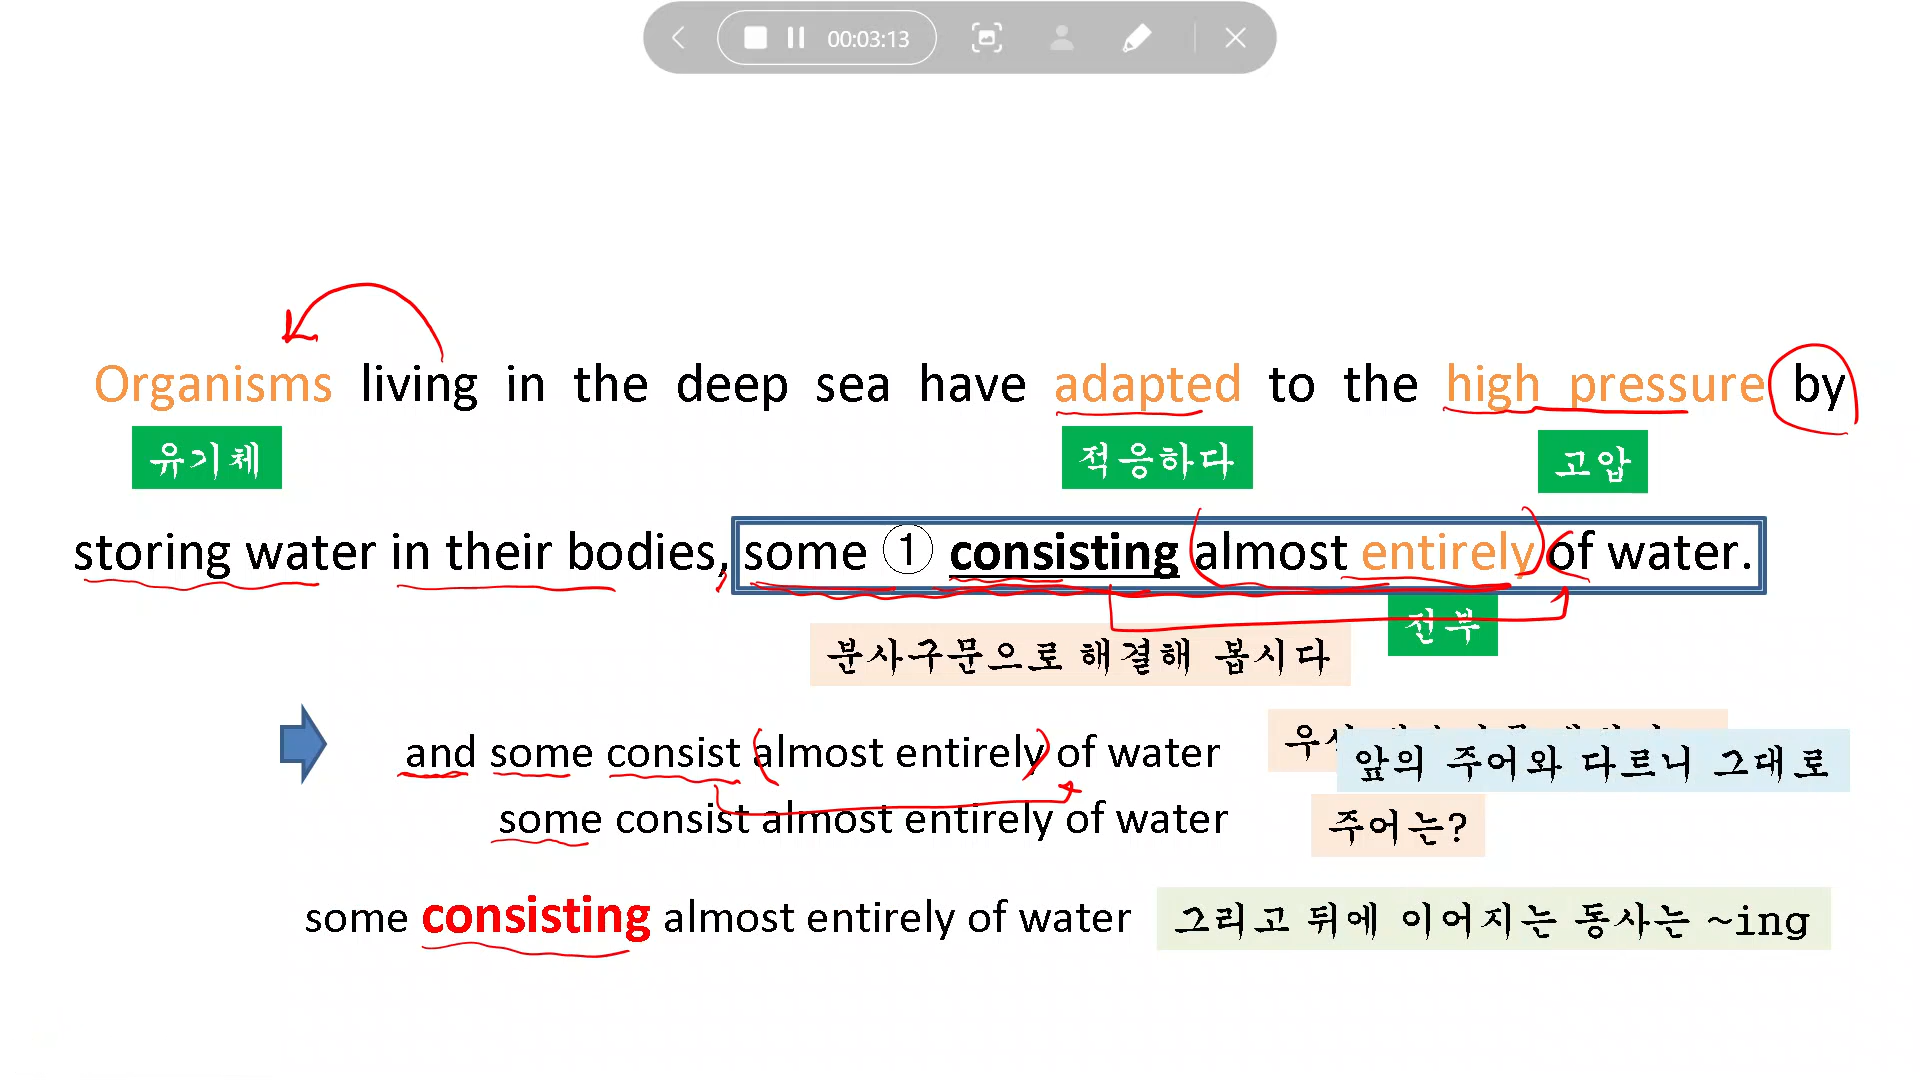 00:03:13
Organisms living in the deep sea have adapted to the high pressure by
유기체 적응하다 고압
storing water in their bodies, some ① consisting almost entirely of water.
전부
분사구문으로 해결해 봅시다
and some consist almost entirely of water
앞의 주어와 다르니 그대로
some consist almost entirely of water 주어는?
some consisting almost entirely of water 그리고 뒤에 이어지는 동사는 ~ing